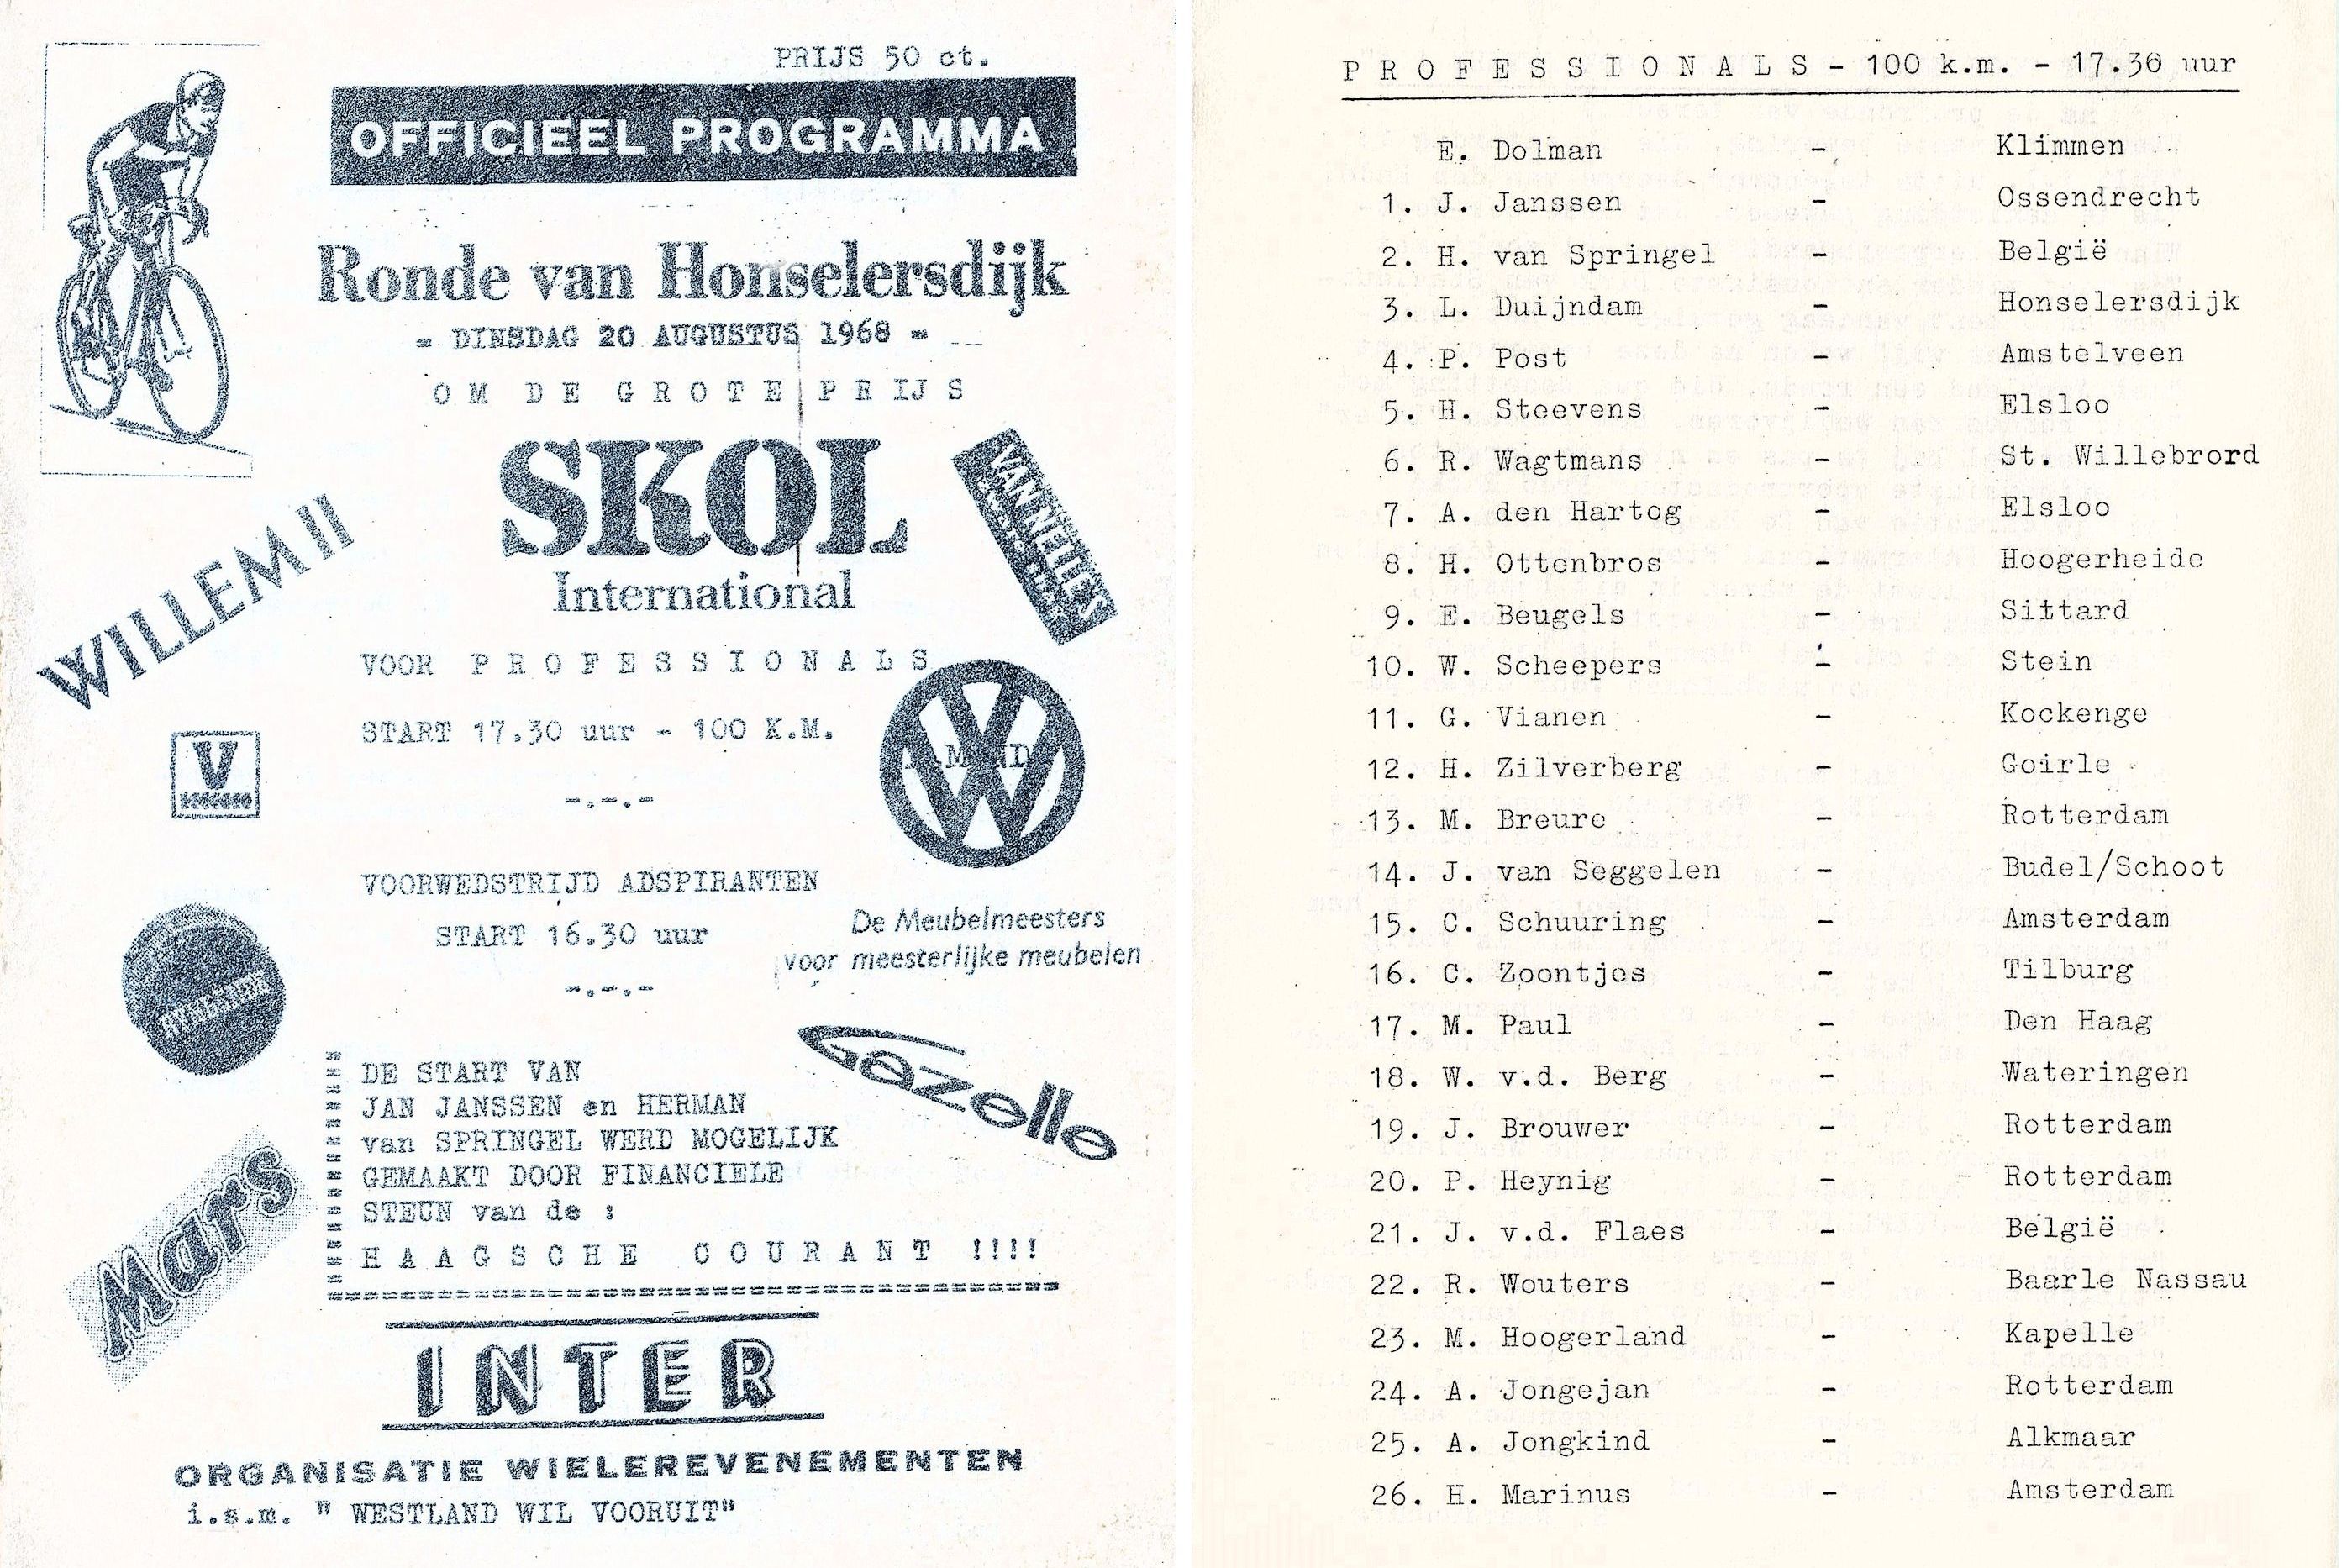 PRIJS 50 ct.
OFFICIEEL PROGRAMMA
Ronde van Honselersdijk
- DINSDAG 20 AUGUSTUS 1968 -
OM DE GROTE PRIJS
SKOL
International
VAN NELLE'S
WILLEM II
VOOR PROFESSIONALS
START 17.30 uur - 100 K.M.
V
W
-.-.-
VOORWEDSTRIJD ADSPIRANTEN
START 16.30 uur
-.-.-
De Meubelmeesters
voor meesterlijke meubelen
Gazelle
DE START VAN
JAN JANSSEN en HERMAN
van SPRINGEL WERD MOGELIJK
GEMAAKT DOOR FINANCIELE
STEUN van de :
HAAGSCHE COURANT !!!!
Mars
INTER
ORGANISATIE WIELEREVENEMENTEN
i.s.m. " WESTLAND WIL VOORUIT"
PROFESSIONALS - 100 k.m. - 17.30 uur
E. Dolman - Klimmen
1. J. Janssen - Ossendrecht
2. H. van Springel - België
3. L. Duijndam - Honselersdijk
4. P. Post - Amstelveen
5. H. Steevens - Elsloo
6. R. Wagtmans - St. Willebrord
7. A. den Hartog - Elsloo
8. H. Ottenbros - Hoogerheide
9. E. Beugels - Sittard
10. W. Scheepers - Stein
11. G. Vianen - Kockenge
12. H. Zilverberg - Goirle
13. M. Breure - Rotterdam
14. J. van Seggelen - Budel/Schoot
15. C. Schuuring - Amsterdam
16. C. Zoontjes - Tilburg
17. M. Paul - Den Haag
18. W. v.d. Berg - Wateringen
19. J. Brouwer - Rotterdam
20. P. Heynig - Rotterdam
21. J. v.d. Flaes - België
22. R. Wouters - Baarle Nassau
23. M. Hoogerland - Kapelle
24. A. Jongejan - Rotterdam
25. A. Jongkind - Alkmaar
26. H. Marinus - Amsterdam